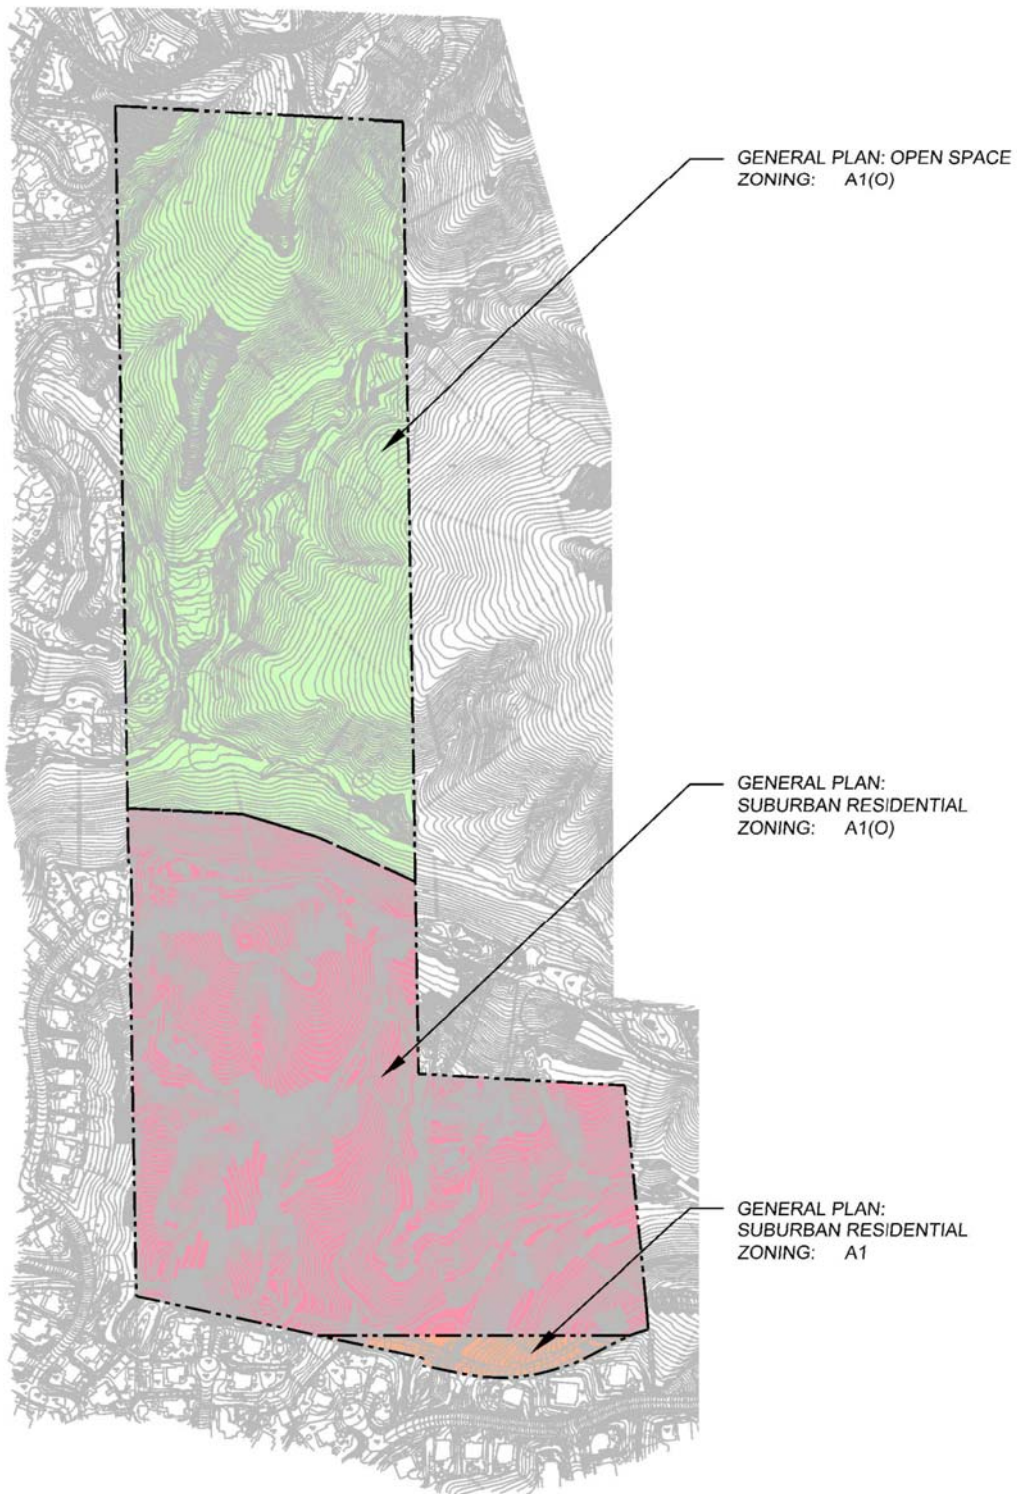 GENERAL PLAN: OPEN SPACE
ZONING: A1(O)
GENERAL PLAN:
SUBURBAN RESIDENTIAL
ZONING: A1(O)
GENERAL PLAN:
SUBURBAN RESIDENTIAL
ZONING: A1